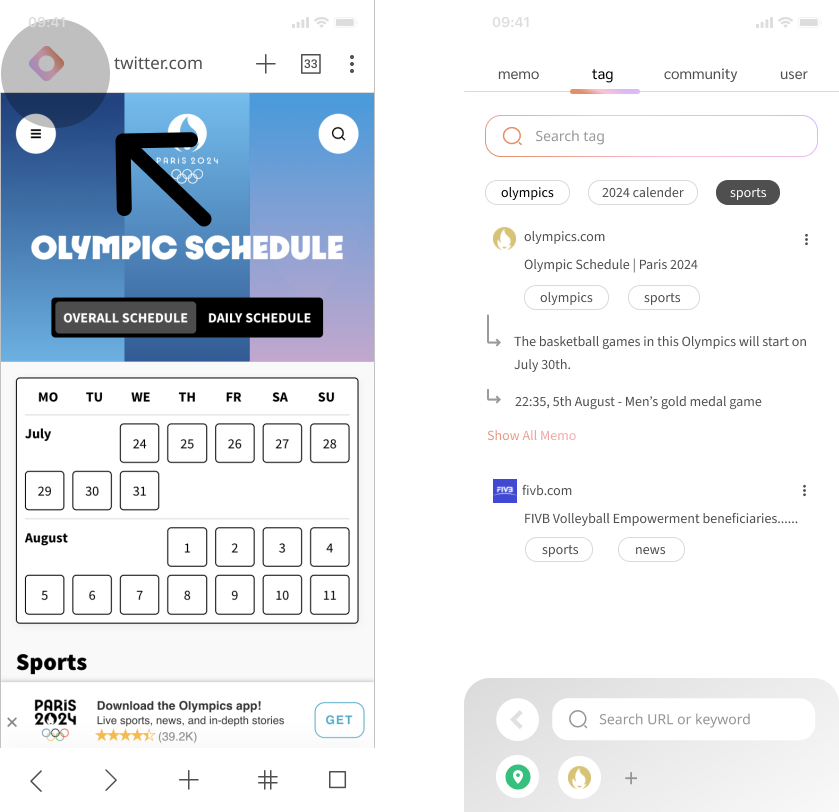 09:41
twitter.com
33
PARIS 2024
OLYMPIC SCHEDULE
OVERALL SCHEDULE DAILY SCHEDULE
MO TU WE TH FR SA SU
July
24 25 26 27 28
29 30 31
August
1 2 3 4
5 6 7 8 9 10 11
Sports
PARiS
2024
Download the Olympics app!
Live sports, news, and in-depth stories
(39.2K)
GET
09:41
memo tag community user
Search tag
olympics 2024 calender sports
olympics.com
Olympic Schedule | Paris 2024
olympics sports
The basketball games in this Olympics will start on
July 30th.
22:35, 5th August - Men’s gold medal game
Show All Memo
FIVB
fivb.com
FIVB Volleyball Empowerment beneficiaries......
sports news
Search URL or keyword